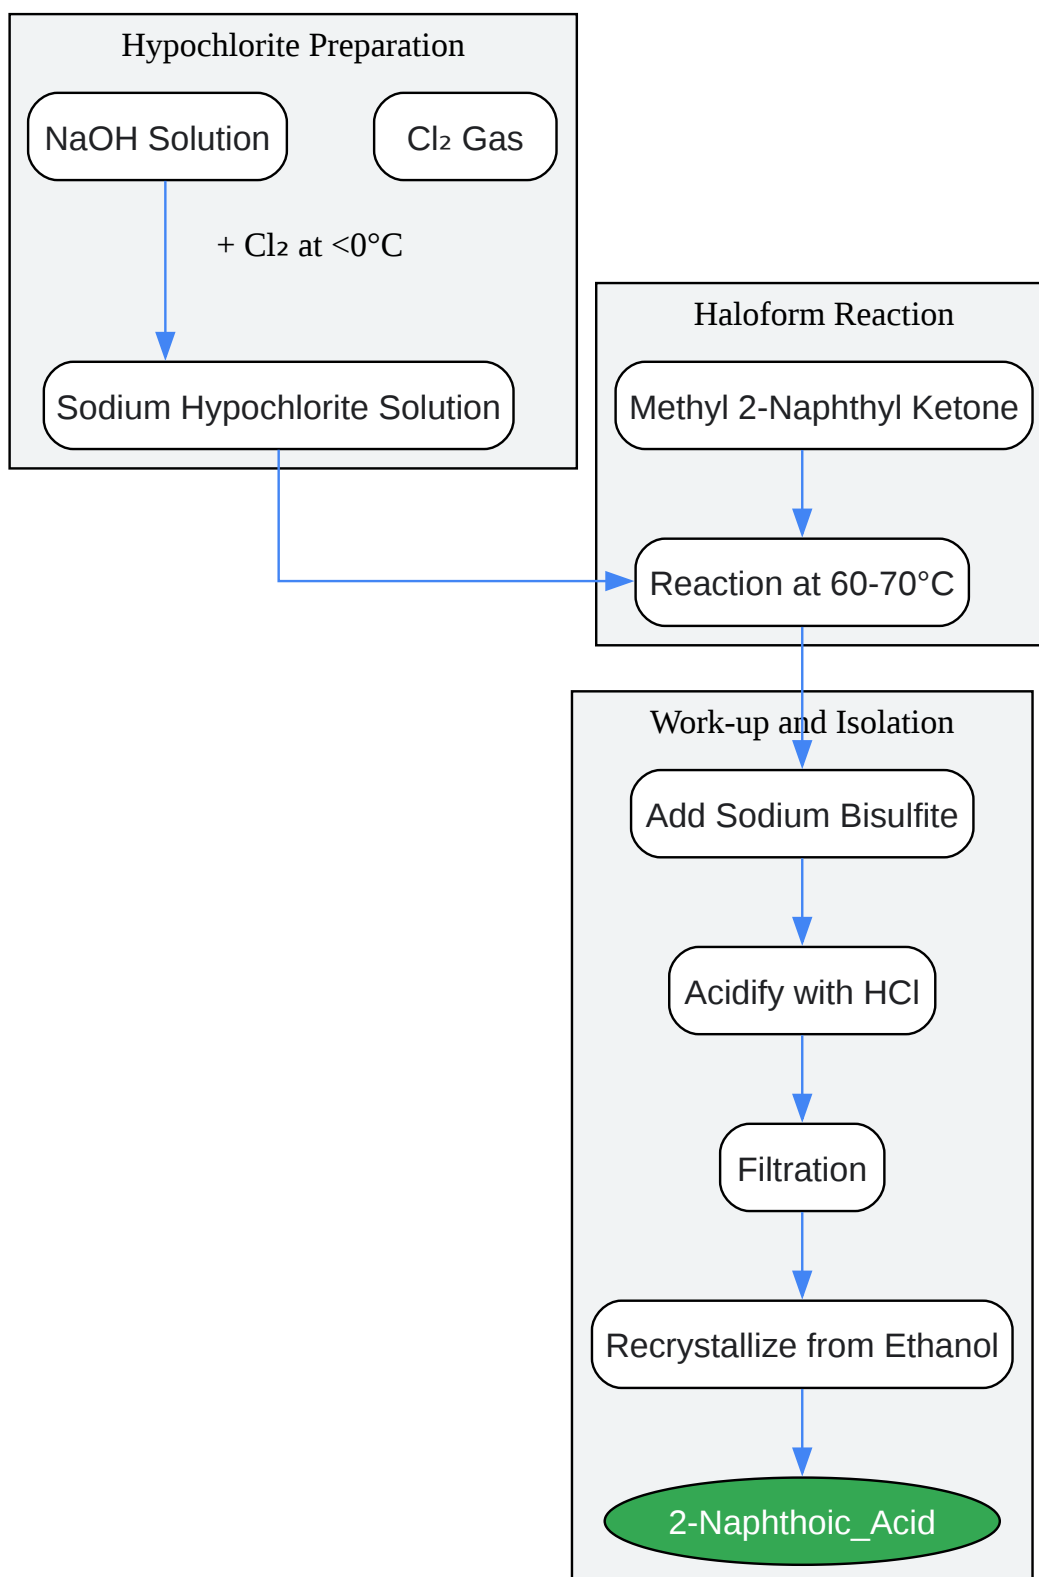 Hypochlorite Preparation
NaOH Solution
Cl₂ Gas
+ Cl₂ at <0°C
Sodium Hypochlorite Solution
Haloform Reaction
Methyl 2-Naphthyl Ketone
Reaction at 60-70°C
Work-up and Isolation
Add Sodium Bisulfite
Acidify with HCl
Filtration
Recrystallize from Ethanol
2-Naphthoic_Acid